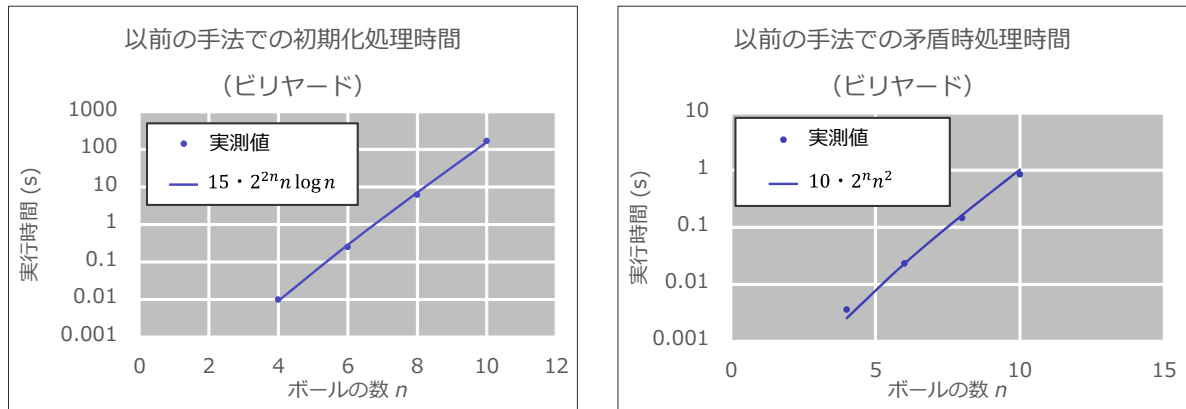 以前の手法での初期化処理時間
（ビリヤード）
実行時間 (s)
1000
100
10
1
0.1
0.01
0.001
実測値
15・2²ⁿn log n
0 2 4 6 8 10 12
ボールの数 n
以前の手法での矛盾時処理時間
（ビリヤード）
実行時間 (s)
10
1
0.1
0.01
0.001
実測値
10・2ⁿn²
0 5 10 15
ボールの数 n